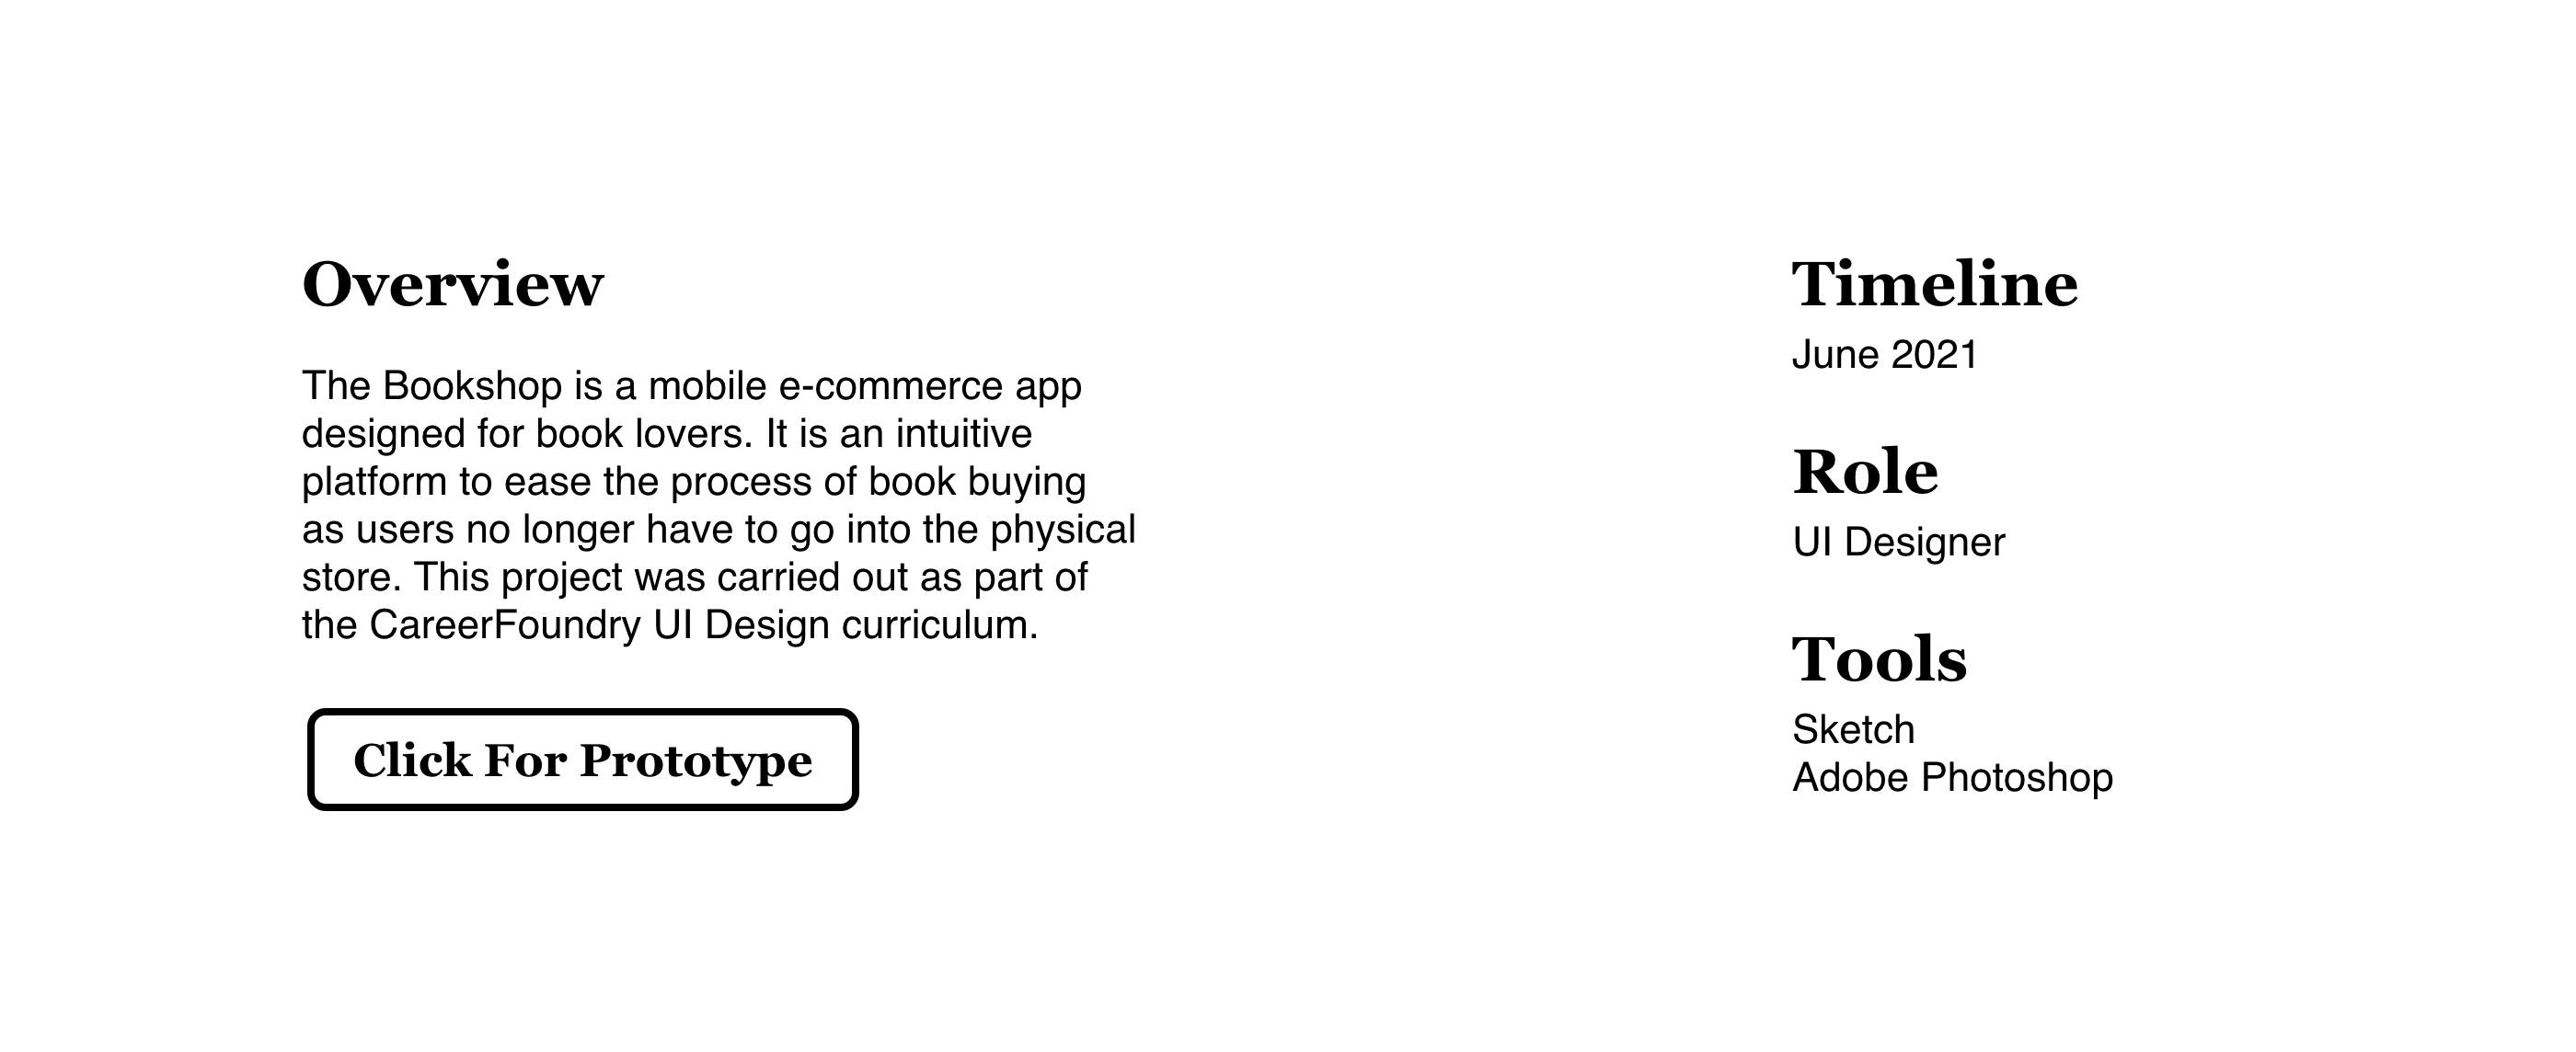 Overview
The Bookshop is a mobile e-commerce app
designed for book lovers. It is an intuitive
platform to ease the process of book buying
as users no longer have to go into the physical
store. This project was carried out as part of
the CareerFoundry UI Design curriculum.
Click For Prototype
Timeline
June 2021
Role
UI Designer
Tools
Sketch
Adobe Photoshop